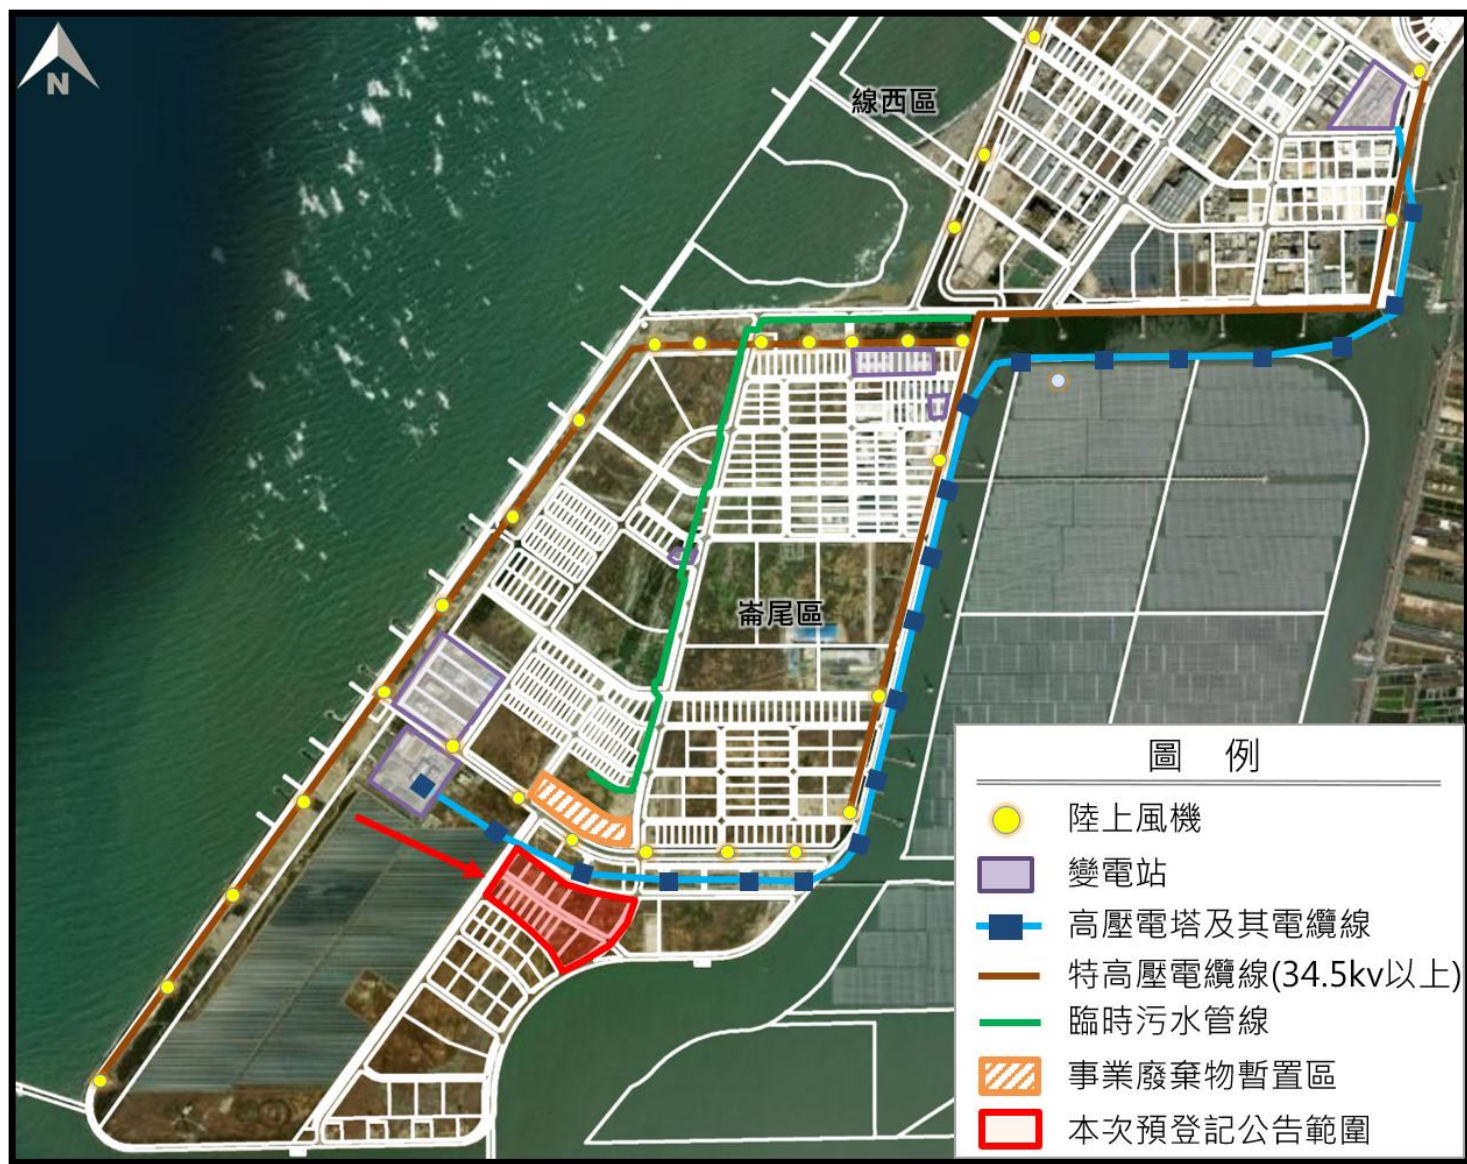 N
線西區
崙尾區
圖 例
陸上風機
變電站
高壓電塔及其電纜線
特高壓電纜線(34.5kv以上)
臨時污水管線
事業廢棄物暫置區
本次預登記公告範圍